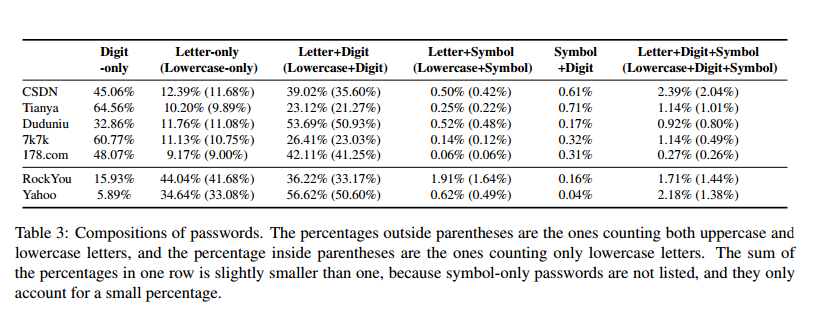 Digit Letter-only Letter+Digit Letter+Symbol Symbol Letter+Digit+Symbol
-only (Lowercase-only) (Lowercase+Digit) (Lowercase+Symbol) +Digit (Lowercase+Digit+Symbol)
CSDN 45.06% 12.39% (11.68%) 39.02% (35.60%) 0.50% (0.42%) 0.61% 2.39% (2.04%)
Tianya 64.56% 10.20% (9.89%) 23.12% (21.27%) 0.25% (0.22%) 0.71% 1.14% (1.01%)
Duduniu 32.86% 11.76% (11.08%) 53.69% (50.93%) 0.52% (0.48%) 0.17% 0.92% (0.80%)
7k7k 60.77% 11.13% (10.75%) 26.41% (23.03%) 0.14% (0.12%) 0.32% 1.14% (0.49%)
178.com 48.07% 9.17% (9.00%) 42.11% (41.25%) 0.06% (0.06%) 0.31% 0.27% (0.26%)
RockYou 15.93% 44.04% (41.68%) 36.22% (33.17%) 1.91% (1.64%) 0.16% 1.71% (1.44%)
Yahoo 5.89% 34.64% (33.08%) 56.62% (50.60%) 0.62% (0.49%) 0.04% 2.18% (1.38%)
Table 3: Compositions of passwords. The percentages outside parentheses are the ones counting both uppercase and
lowercase letters, and the percentage inside parentheses are the ones counting only lowercase letters. The sum of
the percentages in one row is slightly smaller than one, because symbol-only passwords are not listed, and they only
account for a small percentage.